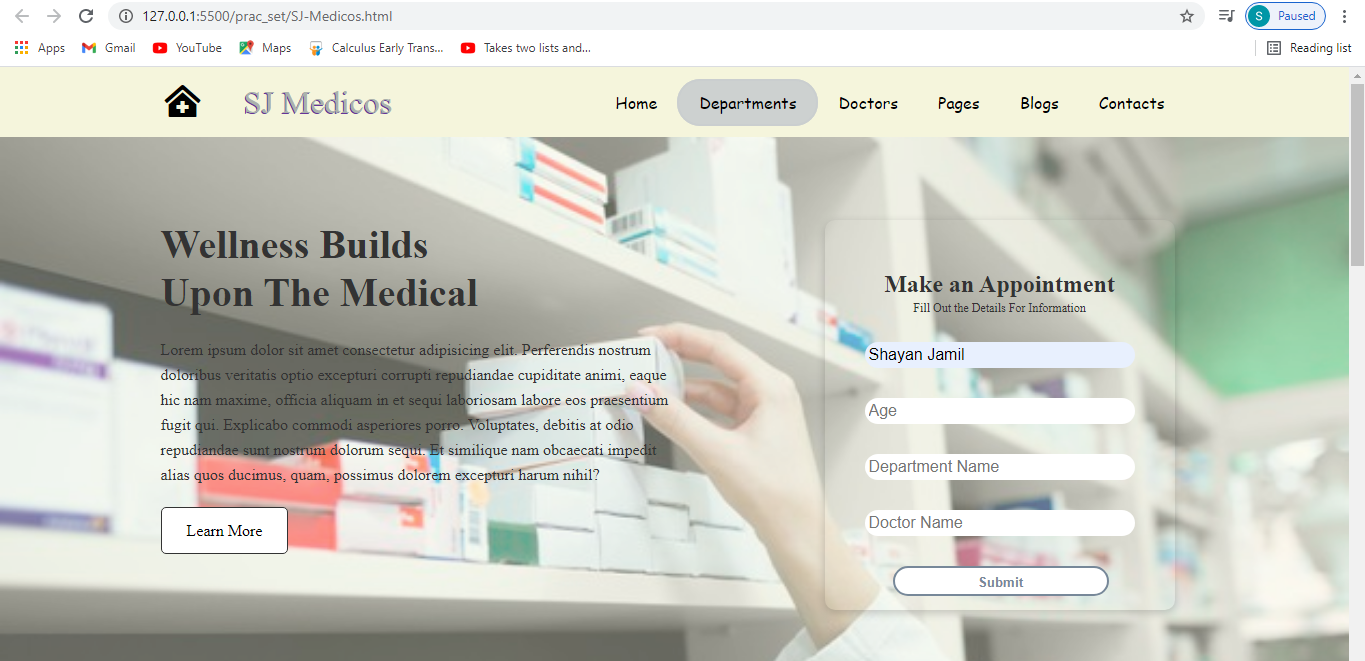 127.0.0.1:5500/prac_set/SJ-Medicos.html
S Paused
Apps Gmail YouTube Maps Calculus Early Trans... Takes two lists and... Reading list
SJ Medicos Home Departments Doctors Pages Blogs Contacts
Wellness Builds
Upon The Medical
Lorem ipsum dolor sit amet consectetur adipisicing elit. Perferendis nostrum
doloribus veritatis optio excepturi corrupti repudiandae cupiditate animi, eaque
hic nam maxime, officia aliquam in et sequi laboriosam labore eos praesentium
fugit qui. Explicabo commodi asperiores porro. Voluptates, debitis at odio
repudiandae sunt nostrum dolorum sequi. Et similique nam obcaecati impedit
alias quos ducimus, quam, possimus dolorem excepturi harum nihil?
Learn More
Make an Appointment
Fill Out the Details For Information
Shayan Jamil
Age
Department Name
Doctor Name
Submit